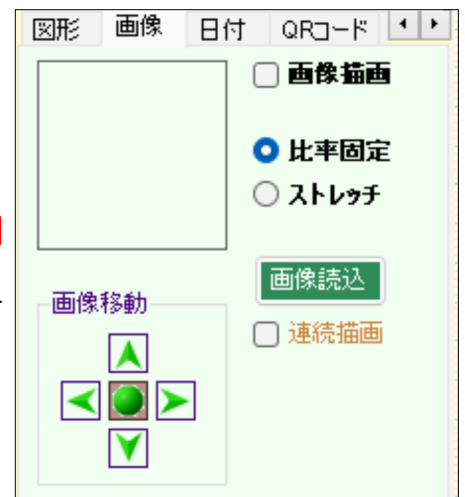 図形 画像 日付 QRコード
画像描画
比率固定
ストレッチ
画像読込
画像移動
連続描画